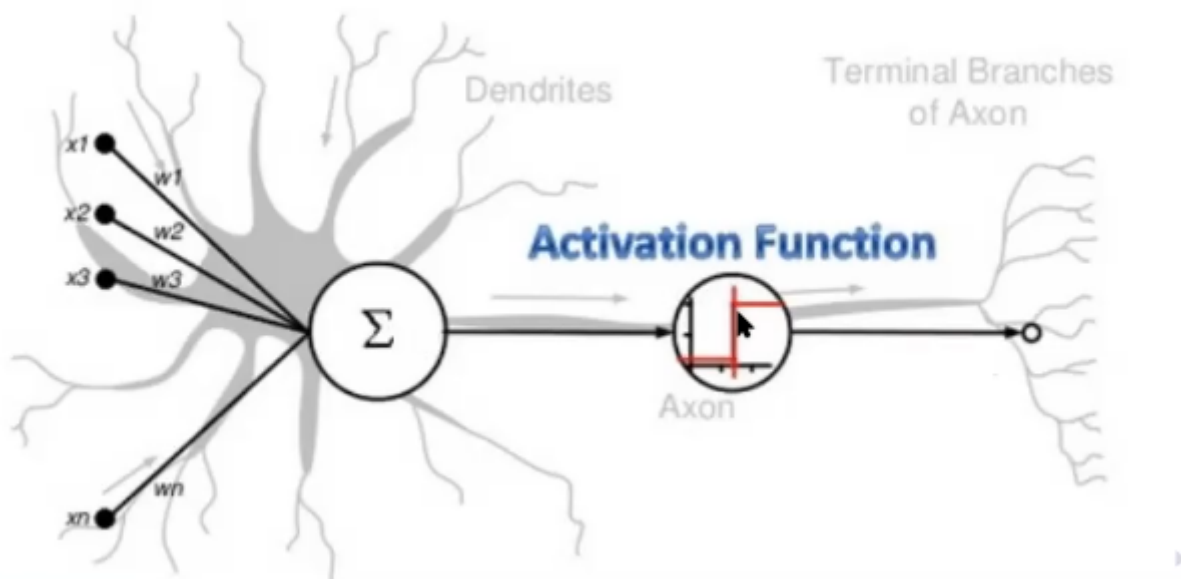 Dendrites
Terminal Branches
of Axon
x1
w1
x2
w2
x3
w3
Activation Function
Σ
Axon
wn
xn